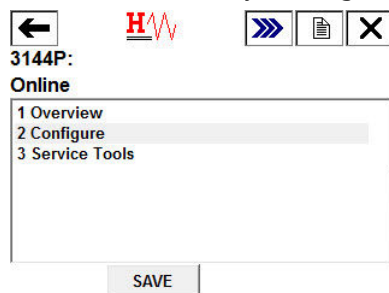 H
3144P:
Online
1 Overview
2 Configure
3 Service Tools
SAVE